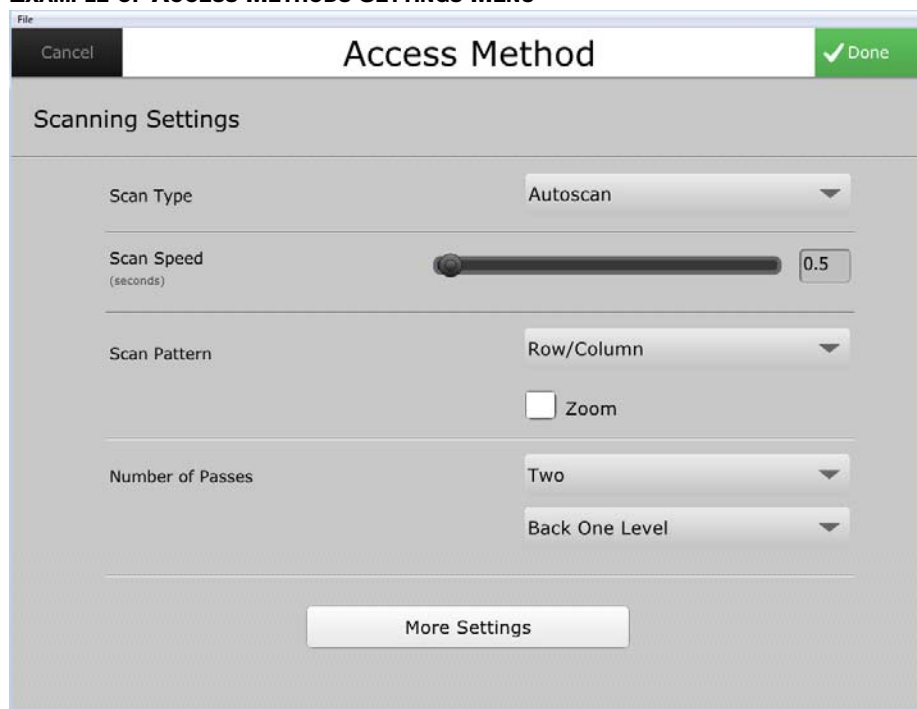 EXAMPLE OF ACCESS METHODS SETTINGS MENU
File
Cancel
Access Method
Done
Scanning Settings
Scan Type
Autoscan
Scan Speed
(seconds)
0.5
Scan Pattern
Row/Column
Zoom
Number of Passes
Two
Back One Level
More Settings